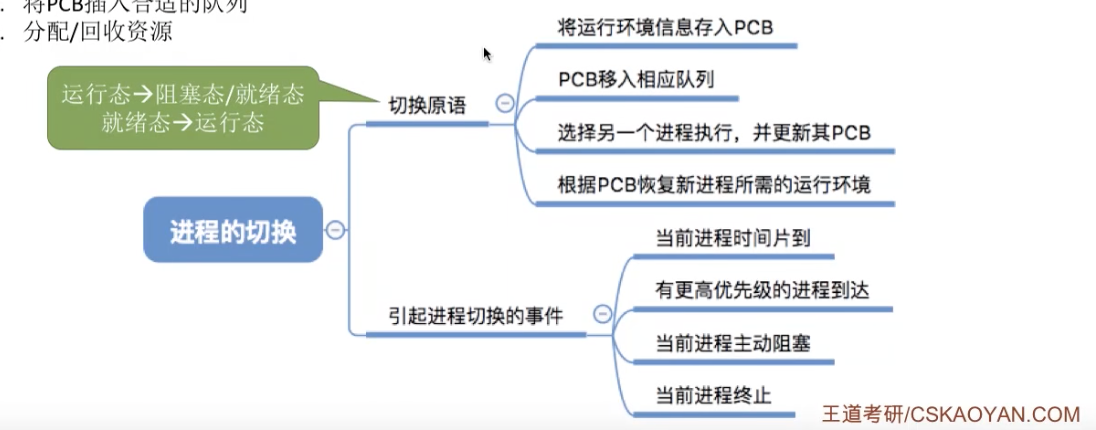 . 将PCB插入合适的队列
. 分配/回收资源
运行态→阻塞态/就绪态
就绪态→运行态
切换原语
将运行环境信息存入PCB
PCB移入相应队列
选择另一个进程执行，并更新其PCB
根据PCB恢复新进程所需的运行环境
进程的切换
引起进程切换的事件
当前进程时间片到
有更高优先级的进程到达
当前进程主动阻塞
当前进程终止
王道考研/CSKAOYAN.COM